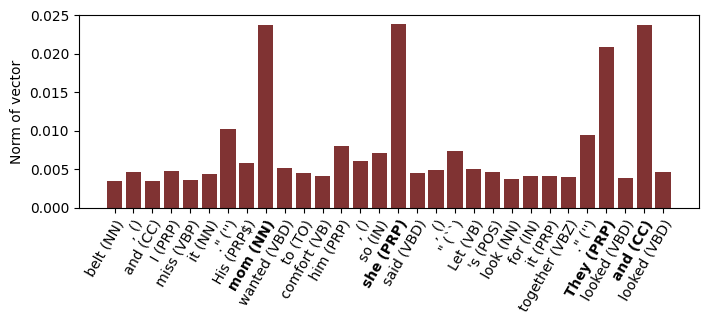 Norm of vector
0.025
0.020
0.015
0.010
0.005
0.000
belt (NN)
, ()
and (CC)
I (PRP)
miss (VBP)
it (NN)
," ('')
His (PRP$)
mom (NN)
wanted (VBD)
to (TO)
comfort (VB)
him (PRP)
, ()
so (IN)
she (PRP)
said (VBD)
, ()
" (``)
Let (VB)
's (POS)
look (NN)
for (IN)
it (PRP)
together (VBZ)
." ('')
They (PRP)
looked (VBD)
and (CC)
looked (VBD)